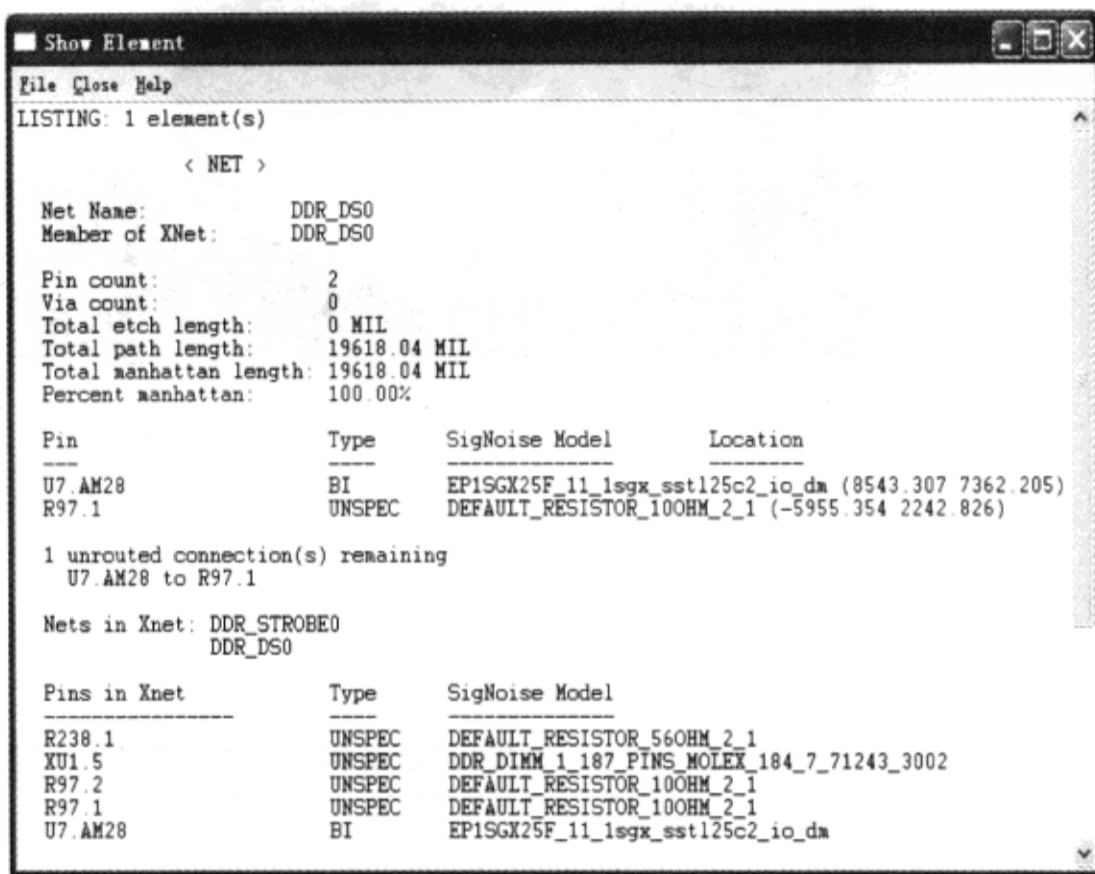 Show Element
File Close Help
LISTING: 1 element(s)
< NET >
Net Name: DDR_DS0
Member of XNet: DDR_DS0
Pin count: 2
Via count: 0
Total etch length: 0 MIL
Total path length: 19618.04 MIL
Total manhattan length: 19618.04 MIL
Percent manhattan: 100.00%
Pin Type SigNoise Model Location
--- ---- -------------- --------
U7.AM28 BI EP1SGX25F_11_1sgx_sstl25c2_io_dm (8543.307 7362.205)
R97.1 UNSPEC DEFAULT_RESISTOR_10OHM_2_1 (-5955.354 2242.826)
1 unrouted connection(s) remaining
U7.AM28 to R97.1
Nets in Xnet: DDR_STROBE0
DDR_DS0
Pins in Xnet Type SigNoise Model
---------------- ---- --------------
R238.1 UNSPEC DEFAULT_RESISTOR_56OHM_2_1
XU1.5 UNSPEC DDR_DIMM_1_187_PINS_MOLEX_184_7_71243_3002
R97.2 UNSPEC DEFAULT_RESISTOR_10OHM_2_1
R97.1 UNSPEC DEFAULT_RESISTOR_10OHM_2_1
U7.AM28 BI EP1SGX25F_11_1sgx_sstl25c2_io_dm